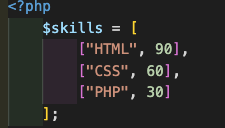 <?php
    $skills = [
        ["HTML", 90],
        ["CSS", 60],
        ["PHP", 30]
    ];